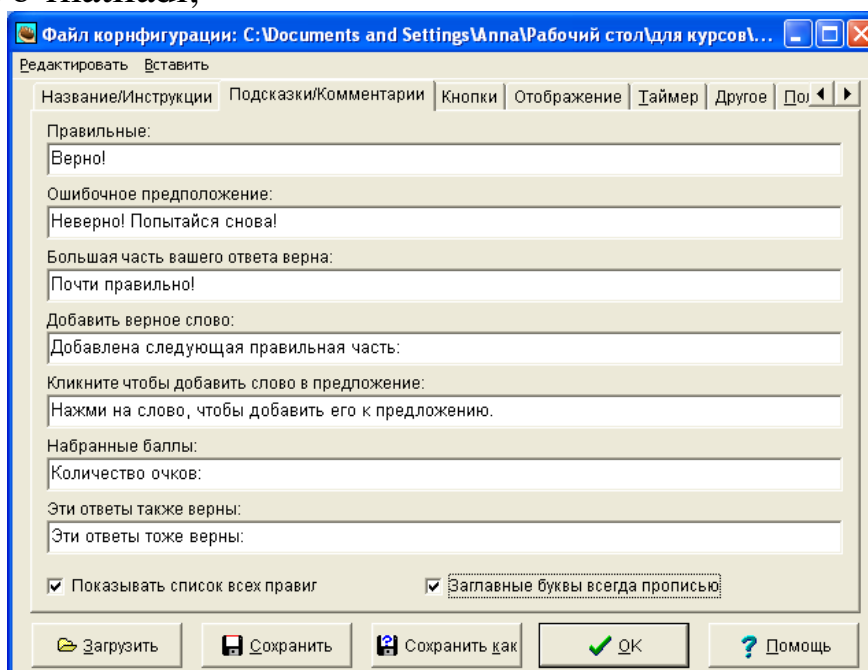 Файл корнфигурации: C:\Documents and Settings\Anna\Рабочий стол\для курсов\...
Редактировать Вставить
Название/Инструкции Подсказки/Комментарии Кнопки Отображение Таймер Другое
Правильные:
Верно!
Ошибочное предположение:
Неверно! Попытайся снова!
Большая часть вашего ответа верна:
Почти правильно!
Добавить верное слово:
Добавлена следующая правильная часть:
Кликните чтобы добавить слово в предложение:
Нажми на слово, чтобы добавить его к предложению.
Набранные баллы:
Количество очков:
Эти ответы также верны:
Эти ответы тоже верны:
Показывать список всех правиг Заглавные буквы всегда прописью
Загрузить Сохранить Сохранить как OK Помощь